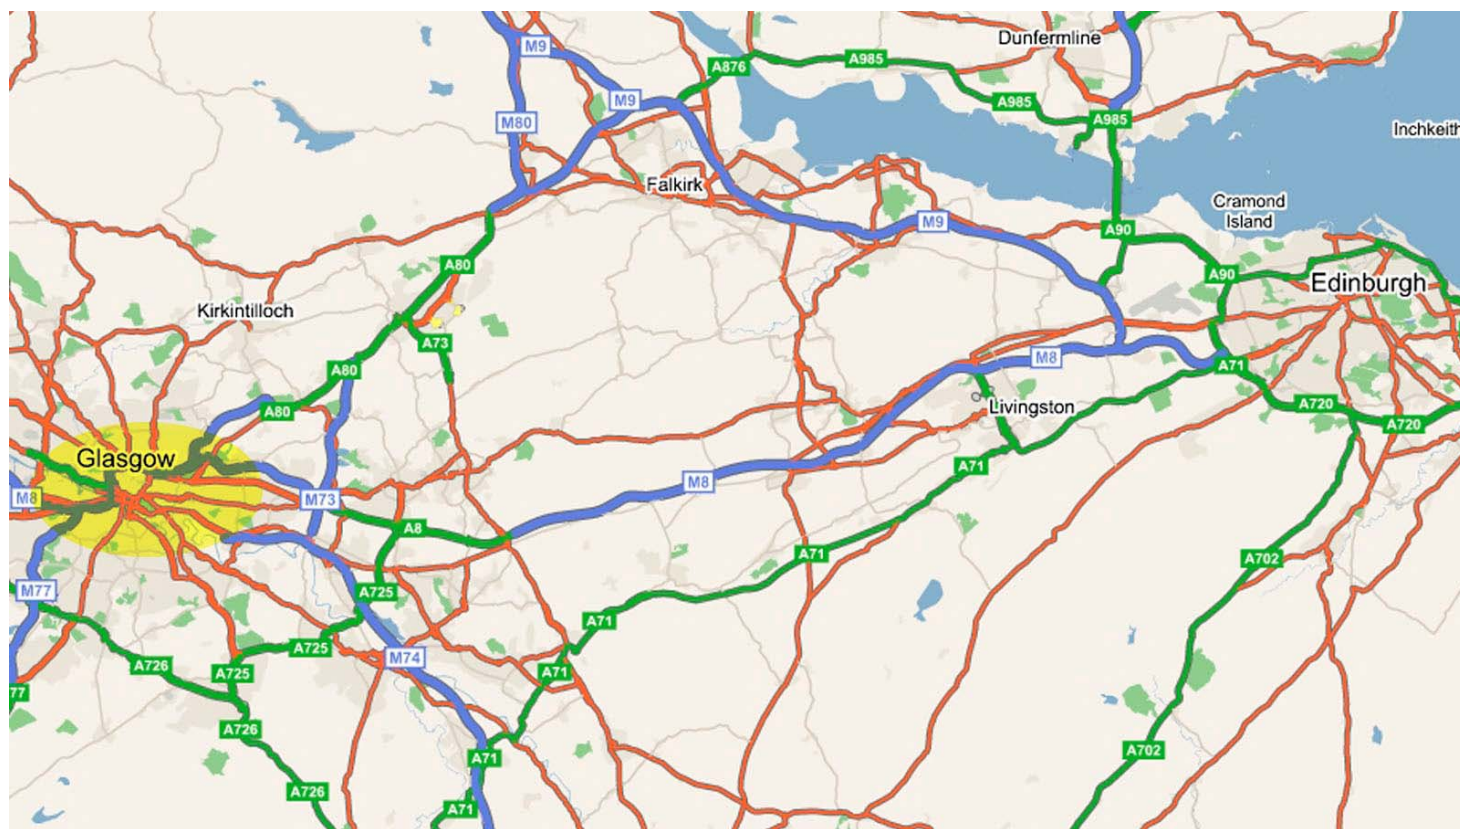 M9
Dunfermline
A876
A985
M9
A985
M80
A985
Inchkeith
Falkirk
Cramond
Island
M9
A90
A80
A90
Edinburgh
Kirkintilloch
A73
M8
A80
A71
A80
Livingston
A720
A720
Glasgow
A71
M8
M73
M8
A8
A71
A702
M77
A725
A71
A725
M74
A726
A725
A71
77
A726
A71
A702
A726
A71